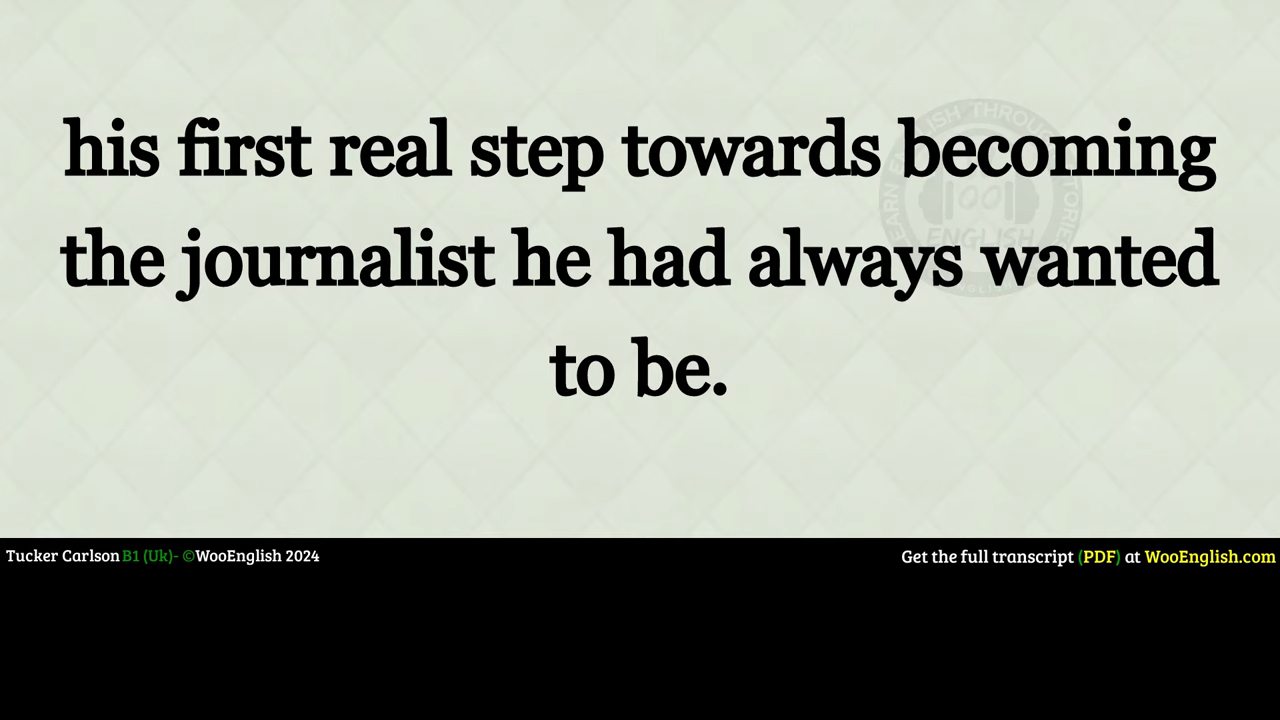 his first real step towards becoming
the journalist he had always wanted
to be.
Tucker Carlson B1 (Uk)- ©WooEnglish 2024
Get the full transcript (PDF) at WooEnglish.com